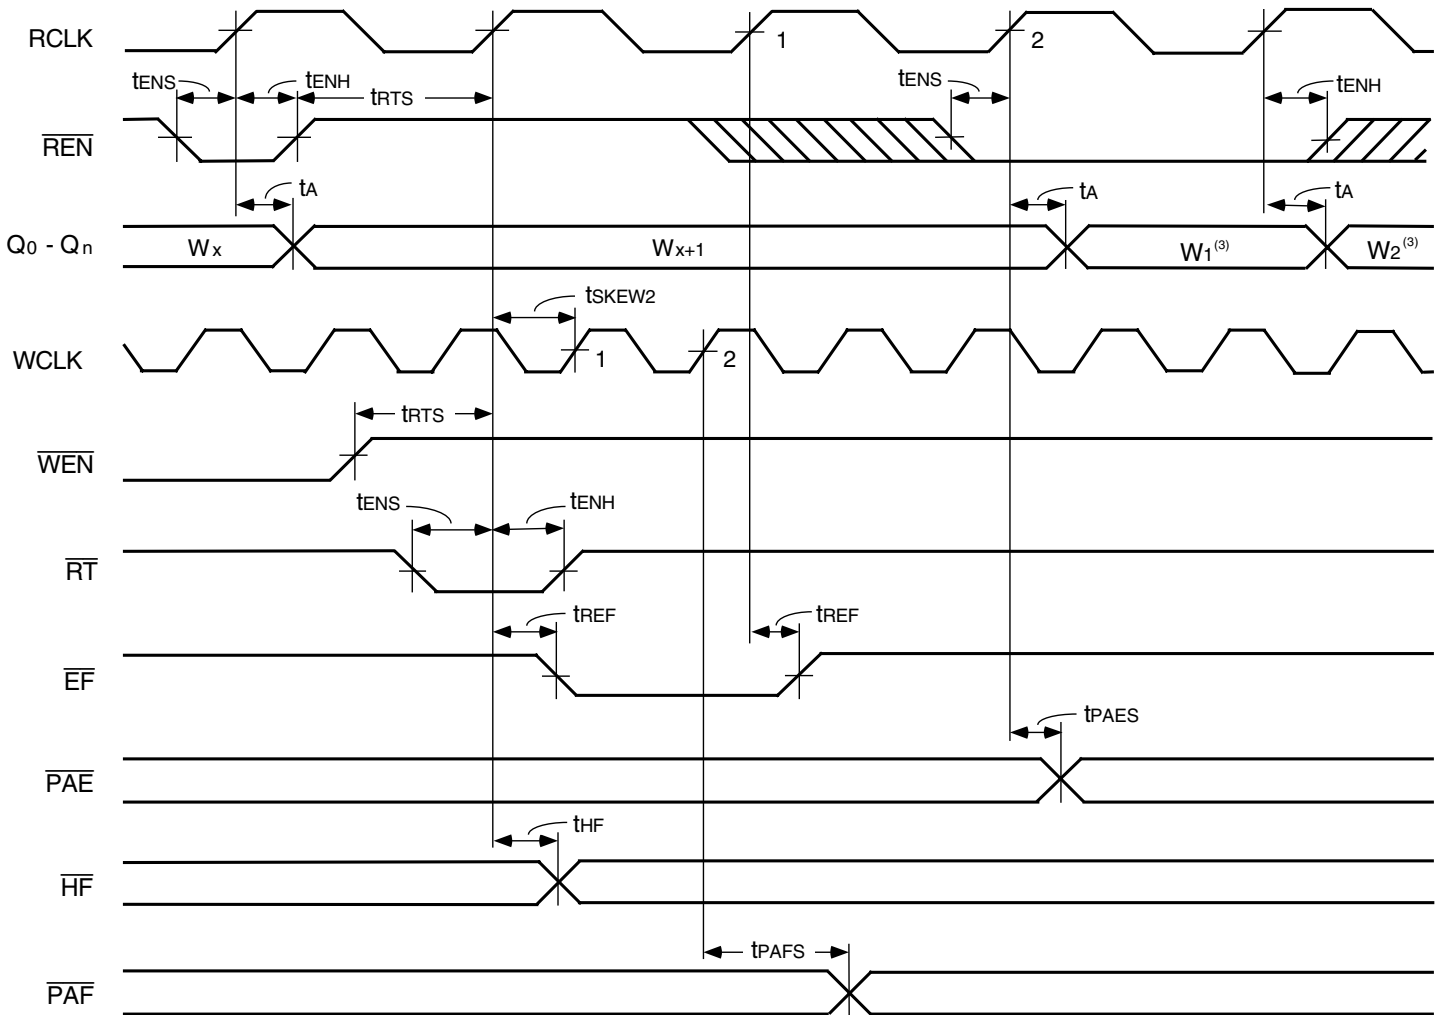 RCLK 1 2
tENS tENH tRTS tENS tENH
REN
tA tA tA
Q0 - Qn Wx Wx+1 W1(3) W2(3)
tSKEW2
WCLK 1 2
tRTS
WEN
tENS tENH
RT
tREF tREF
EF
tPAES
PAE
tHF
HF
tPAFS
PAF